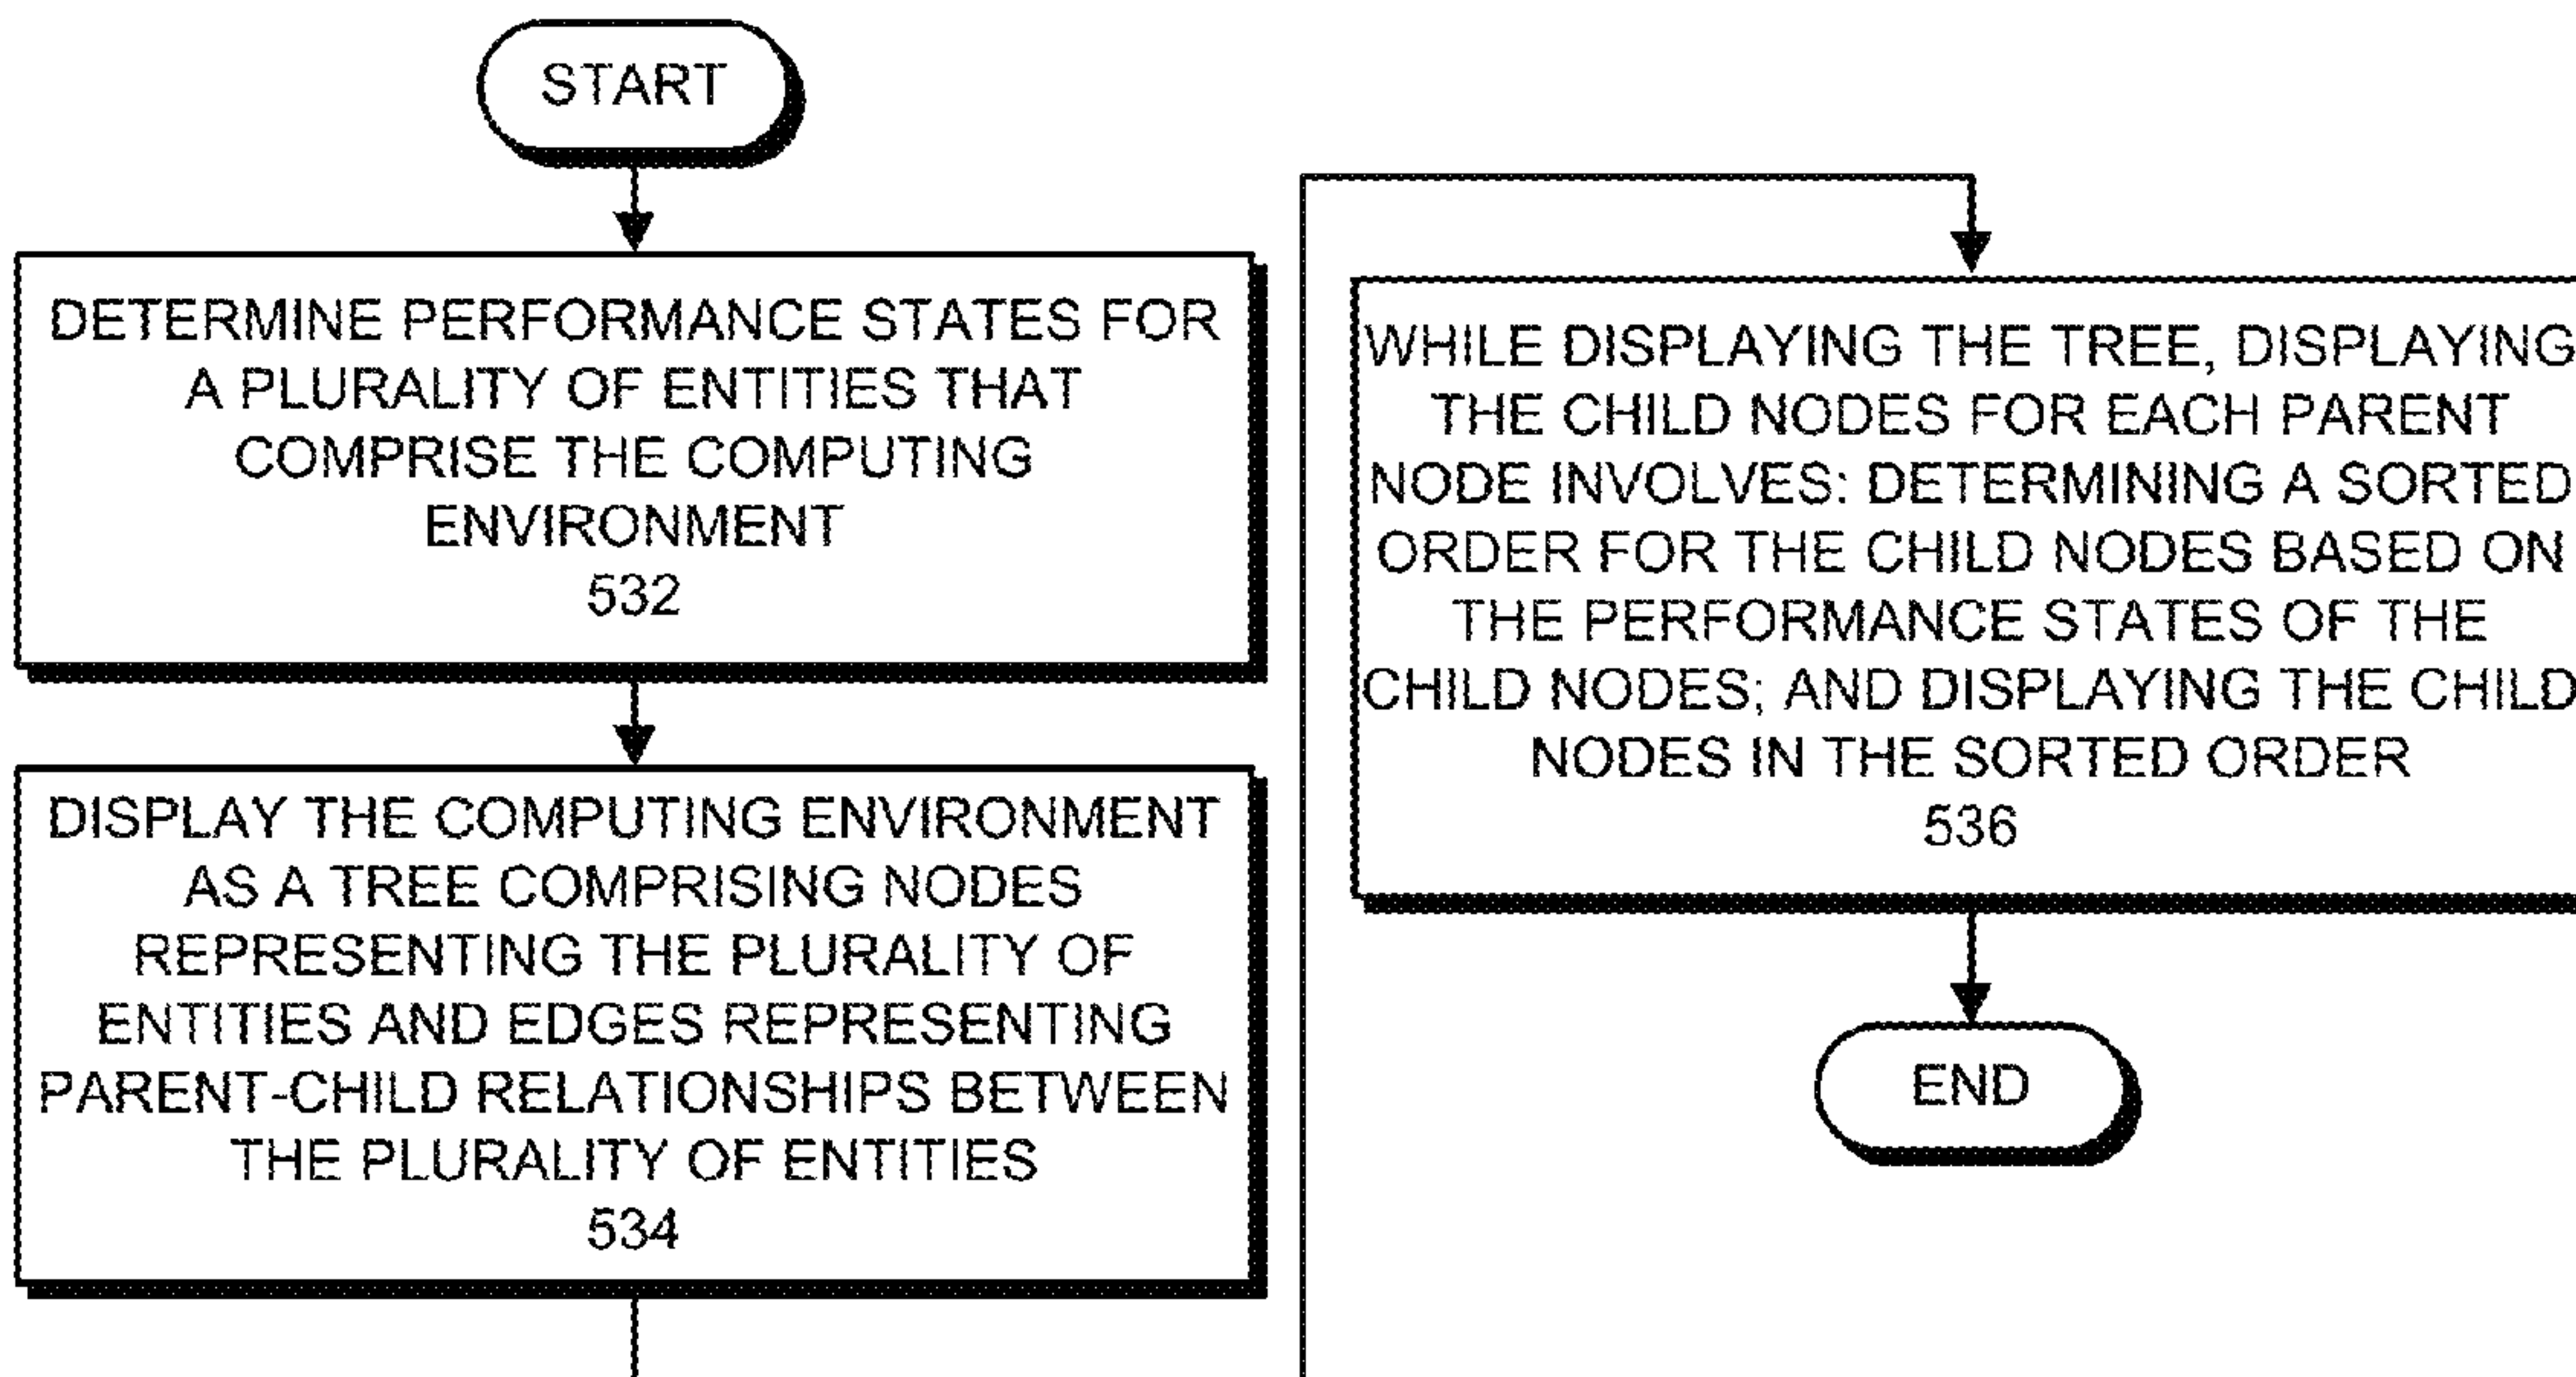 START
DETERMINE PERFORMANCE STATES FOR
A PLURALITY OF ENTITIES THAT
COMPRISE THE COMPUTING
ENVIRONMENT
532
DISPLAY THE COMPUTING ENVIRONMENT
AS A TREE COMPRISING NODES
REPRESENTING THE PLURALITY OF
ENTITIES AND EDGES REPRESENTING
PARENT-CHILD RELATIONSHIPS BETWEEN
THE PLURALITY OF ENTITIES
534
WHILE DISPLAYING THE TREE, DISPLAYING
THE CHILD NODES FOR EACH PARENT
NODE INVOLVES: DETERMINING A SORTED
ORDER FOR THE CHILD NODES BASED ON
THE PERFORMANCE STATES OF THE
CHILD NODES; AND DISPLAYING THE CHILD
NODES IN THE SORTED ORDER
536
END